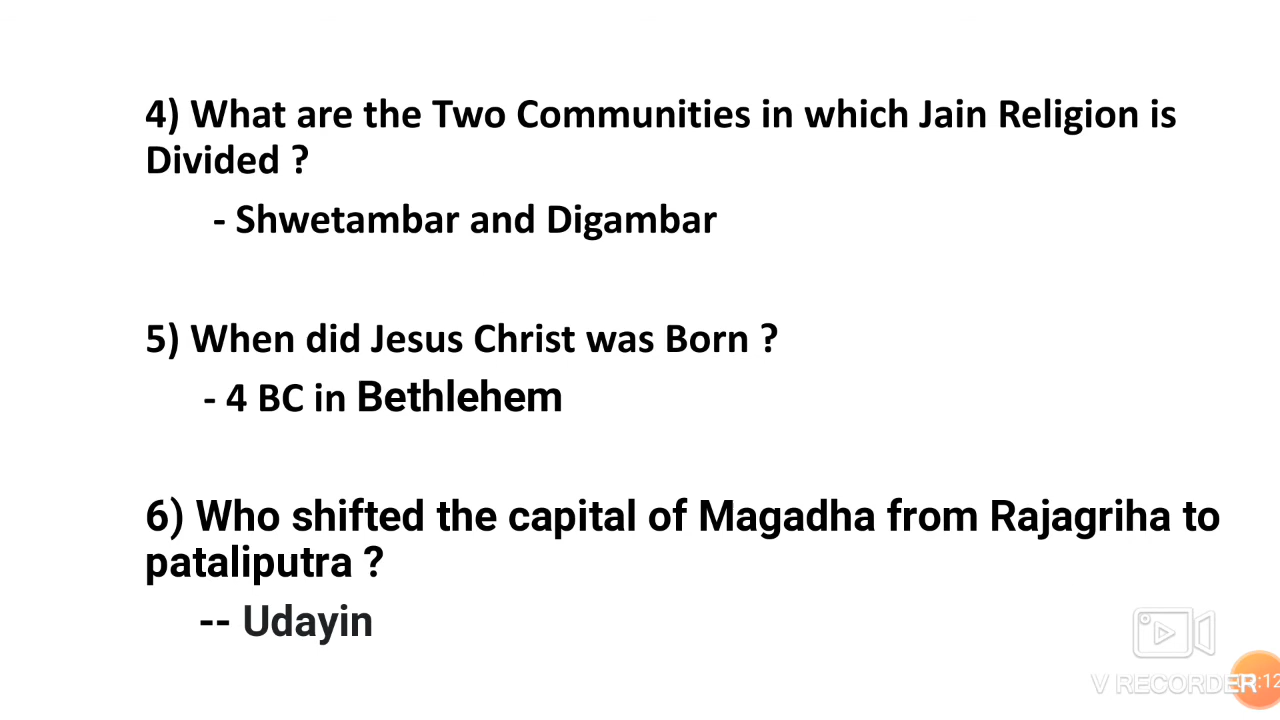 4) What are the Two Communities in which Jain Religion is
Divided ?
- Shwetambar and Digambar
5) When did Jesus Christ was Born ?
- 4 BC in Bethlehem
6) Who shifted the capital of Magadha from Rajagriha to
pataliputra ?
-- Udayin
V RECORDER
:12